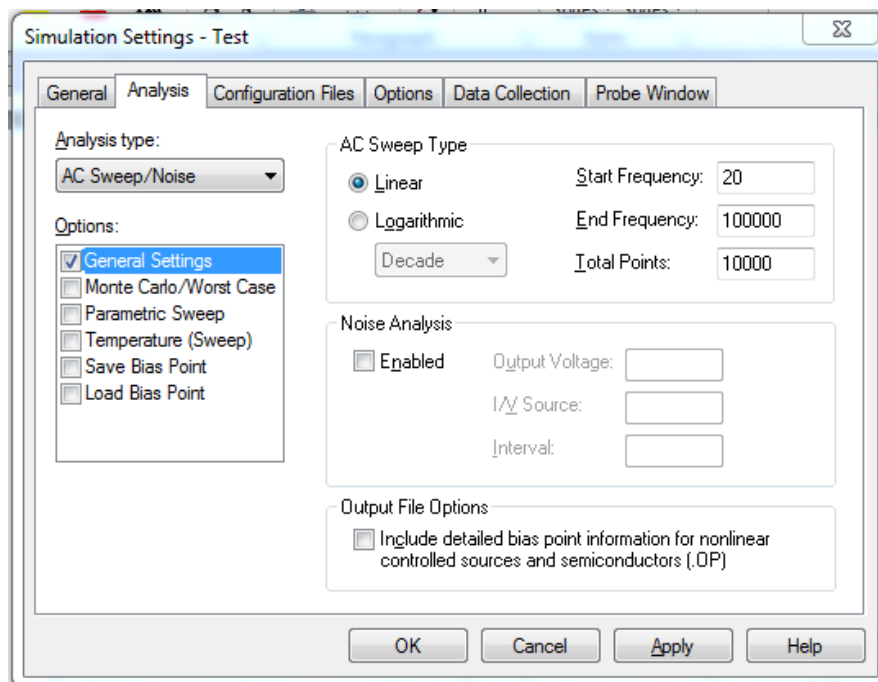 Simulation Settings - Test
General Analysis Configuration Files Options Data Collection Probe Window
Analysis type:
AC Sweep/Noise
Options:
General Settings
Monte Carlo/Worst Case
Parametric Sweep
Temperature (Sweep)
Save Bias Point
Load Bias Point
AC Sweep Type
Linear
Logarithmic
Decade
Start Frequency: 20
End Frequency: 100000
Total Points: 10000
Noise Analysis
Enabled
Output Voltage:
I/V Source:
Interval:
Output File Options
Include detailed bias point information for nonlinear
controlled sources and semiconductors (.OP)
OK Cancel Apply Help